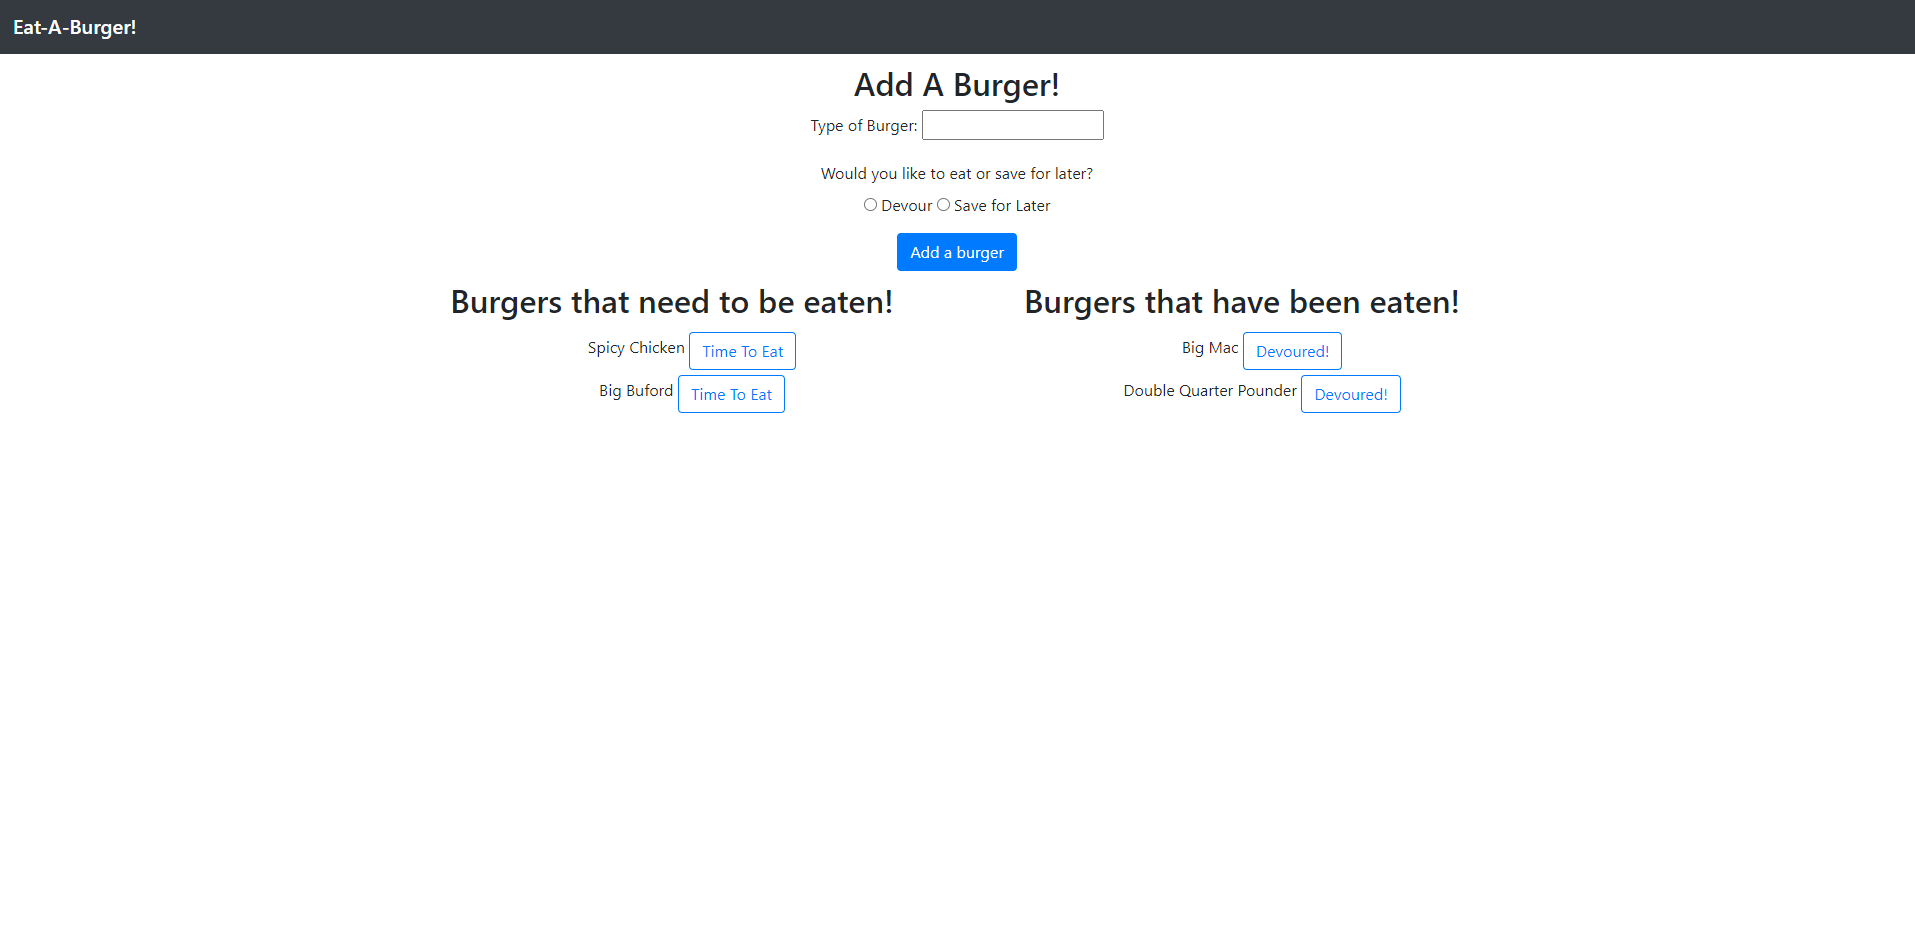 Eat-A-Burger!
Add A Burger!
Type of Burger:
Would you like to eat or save for later?
Devour Save for Later
Add a burger
Burgers that need to be eaten!
Spicy Chicken Time To Eat
Big Buford Time To Eat
Burgers that have been eaten!
Big Mac Devoured!
Double Quarter Pounder Devoured!